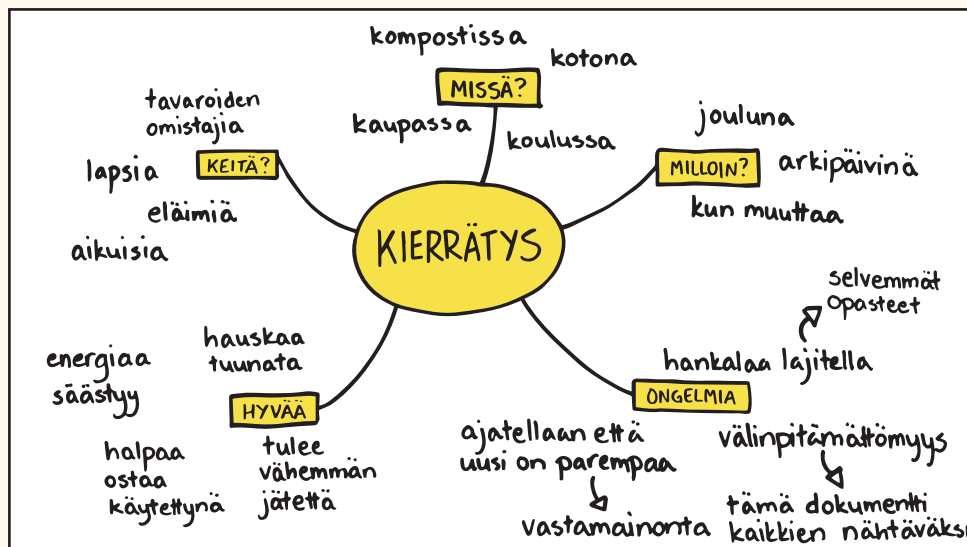 kompostissa
kotona
MISSÄ?
kaupassa
koulussa
tavaroiden
omistajia
KEITÄ?
lapsia
eläimiä
aikuisia
jouluna
MILLOIN?
arkipäivinä
kun muuttaa
KIERRÄTYS
selvemmät
opasteet
hankalaa lajitella
ONGELMIA
ajatellaan että
uusi on parempaa
vastamainonta
välinpitämättömyys
tämä dokumentti
kaikkien nähtäväksi
hauskaa
tuunata
energiaa
säästyy
HYVÄÄ
halpaa
ostaa
käytettynä
tulee
vähemmän
jätettä